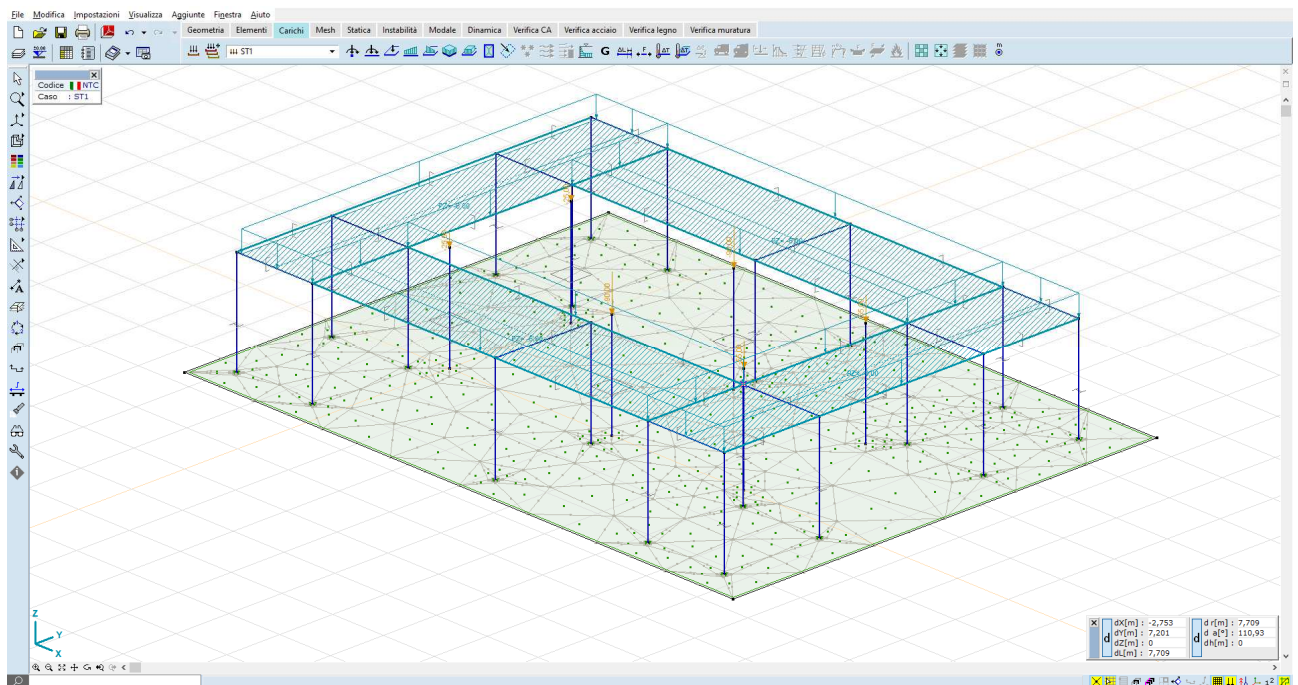 File Modifica Impostazioni Visualizza Aggiunte Finestra Aiuto
Geometria Elementi Carichi Mesh Statica Instabilità Modale Dinamica Verifica CA Verifica acciaio Verifica legno Verifica muratura
ST1
Codice NTC
Caso : ST1
Z
Y
X
d
dX[m] : -2,753
dY[m] : 7,201
dZ[m] : 0
dL[m] : 7,709
d
d r[m] : 7,709
d a[°] : 110,93
dh[m] : 0